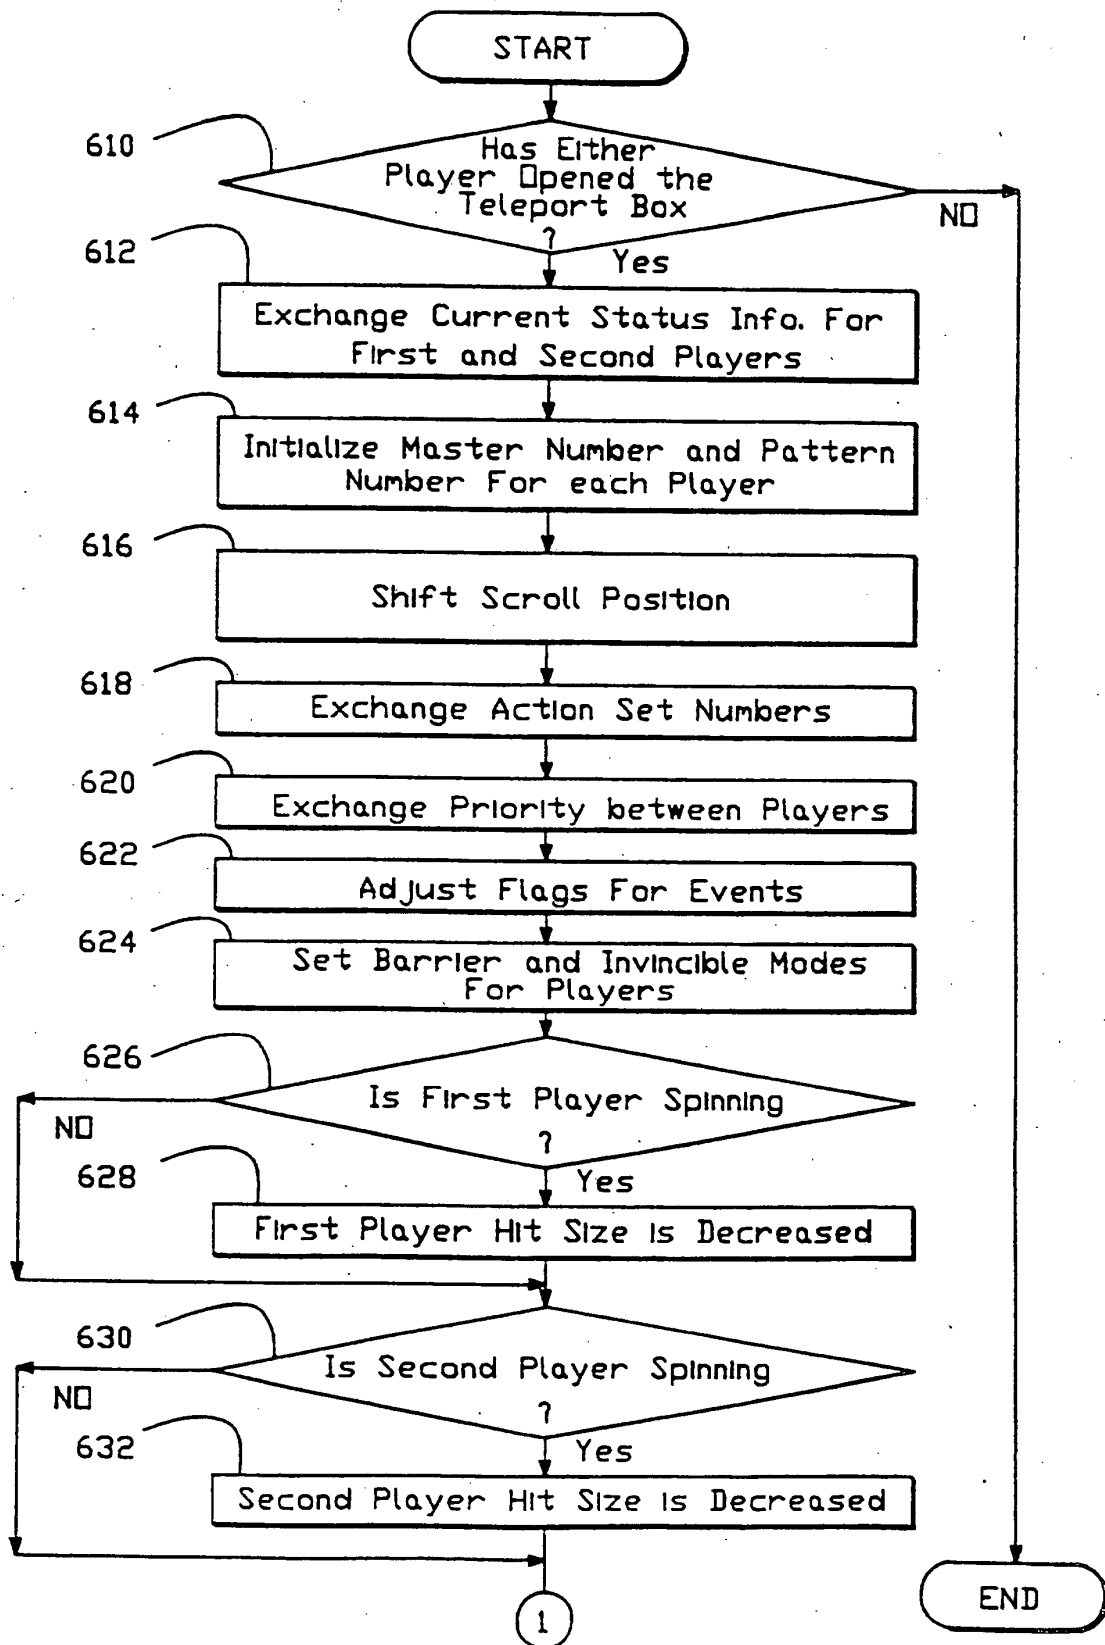 START
610
Has Either
Player Opened the
Teleport Box
?
NO
Yes
612
Exchange Current Status Info. For
First and Second Players
614
Initialize Master Number and Pattern
Number For each Player
616
Shift Scroll Position
618
Exchange Action Set Numbers
620
Exchange Priority between Players
622
Adjust Flags For Events
624
Set Barrier and Invincible Modes
For Players
626
Is First Player Spinning
?
NO
Yes
628
First Player Hit Size is Decreased
630
Is Second Player Spinning
?
NO
Yes
632
Second Player Hit Size is Decreased
1
END